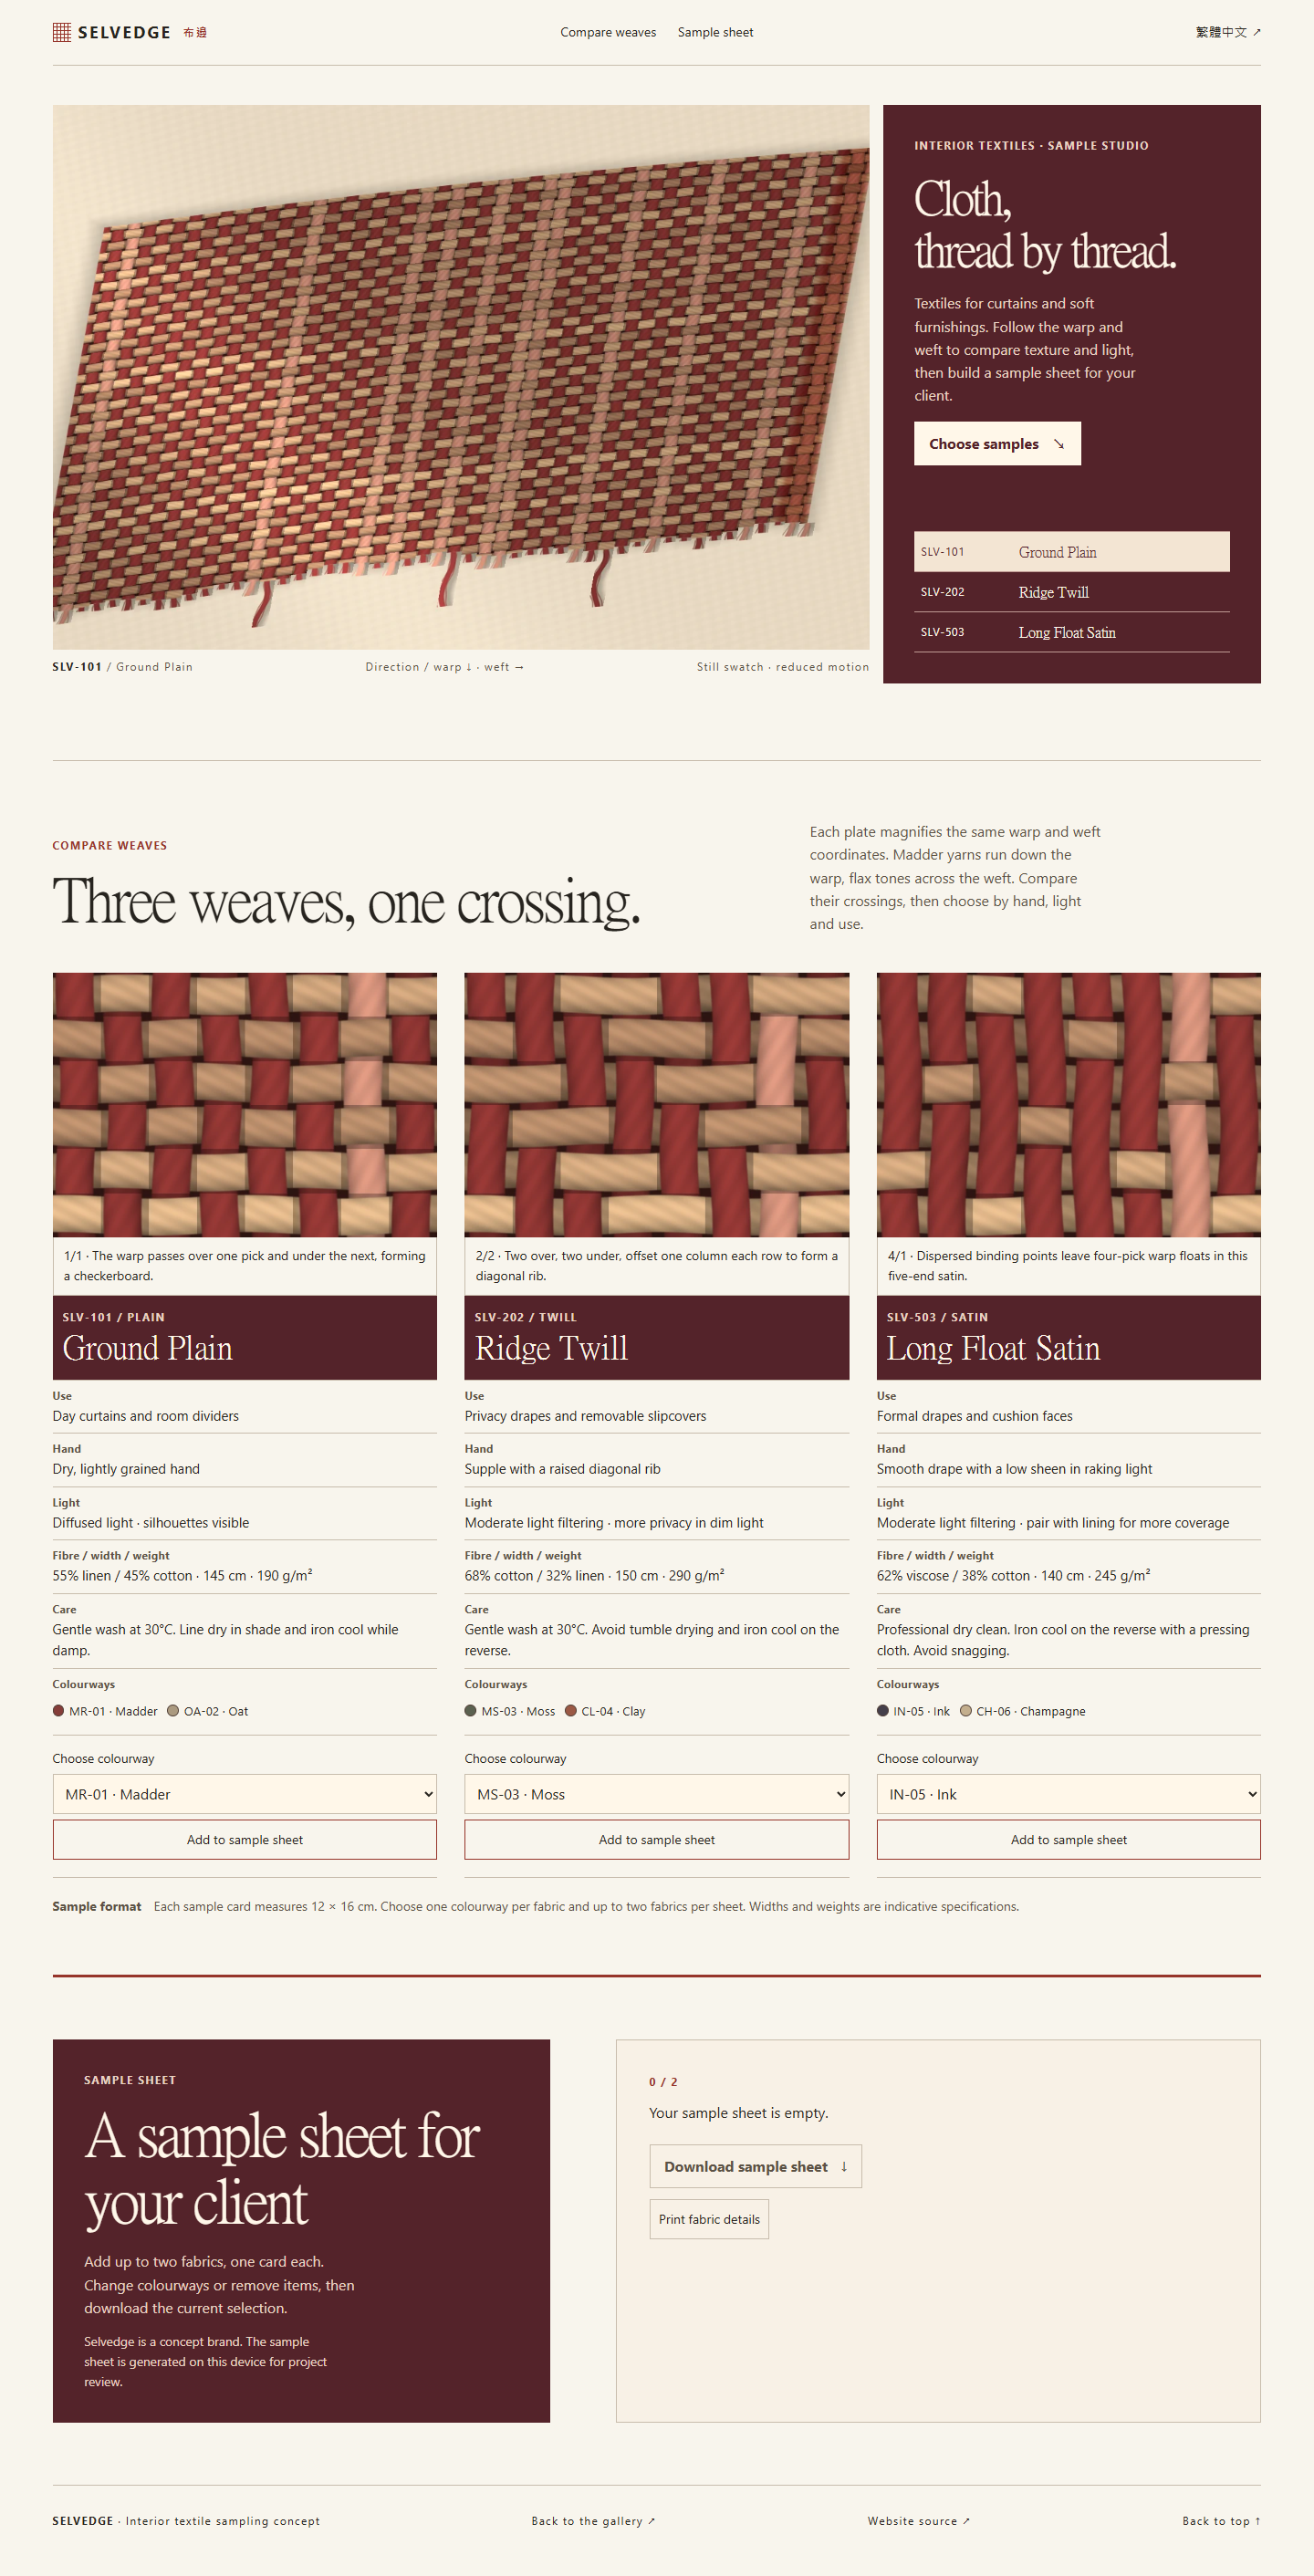 SELVEDGE 布邊
Compare weaves
Sample sheet
繁體中文 ↗
INTERIOR TEXTILES · SAMPLE STUDIO
Cloth,
thread by thread.
Textiles for curtains and soft
furnishings. Follow the warp and
weft to compare texture and light,
then build a sample sheet for your
client.
Choose samples ↘
SLV-101 Ground Plain
SLV-202 Ridge Twill
SLV-503 Long Float Satin
SLV-101 / Ground Plain
Direction / warp ↓ · weft →
Still swatch · reduced motion
COMPARE WEAVES
Three weaves, one crossing.
Each plate magnifies the same warp and weft
coordinates. Madder yarns run down the
warp, flax tones across the weft. Compare
their crossings, then choose by hand, light
and use.
1/1 · The warp passes over one pick and under the next, forming
a checkerboard.
SLV-101 / PLAIN
Ground Plain
Use
Day curtains and room dividers
Hand
Dry, lightly grained hand
Light
Diffused light · silhouettes visible
Fibre / width / weight
55% linen / 45% cotton · 145 cm · 190 g/m²
Care
Gentle wash at 30°C. Line dry in shade and iron cool while
damp.
Colourways
MR-01 · Madder OA-02 · Oat
Choose colourway
MR-01 · Madder
Add to sample sheet
2/2 · Two over, two under, offset one column each row to form a
diagonal rib.
SLV-202 / TWILL
Ridge Twill
Use
Privacy drapes and removable slipcovers
Hand
Supple with a raised diagonal rib
Light
Moderate light filtering · more privacy in dim light
Fibre / width / weight
68% cotton / 32% linen · 150 cm · 290 g/m²
Care
Gentle wash at 30°C. Avoid tumble drying and iron cool on the
reverse.
Colourways
MS-03 · Moss CL-04 · Clay
Choose colourway
MS-03 · Moss
Add to sample sheet
4/1 · Dispersed binding points leave four-pick warp floats in this
five-end satin.
SLV-503 / SATIN
Long Float Satin
Use
Formal drapes and cushion faces
Hand
Smooth drape with a low sheen in raking light
Light
Moderate light filtering · pair with lining for more coverage
Fibre / width / weight
62% viscose / 38% cotton · 140 cm · 245 g/m²
Care
Professional dry clean. Iron cool on the reverse with a pressing
cloth. Avoid snagging.
Colourways
IN-05 · Ink CH-06 · Champagne
Choose colourway
IN-05 · Ink
Add to sample sheet
Sample format Each sample card measures 12 × 16 cm. Choose one colourway per fabric and up to two fabrics per sheet. Widths and weights are indicative specifications.
SAMPLE SHEET
A sample sheet for
your client
Add up to two fabrics, one card each.
Change colourways or remove items, then
download the current selection.
Selvedge is a concept brand. The sample
sheet is generated on this device for project
review.
0 / 2
Your sample sheet is empty.
Download sample sheet ↓
Print fabric details
SELVEDGE · Interior textile sampling concept
Back to the gallery ↗
Website source ↗
Back to top ↑